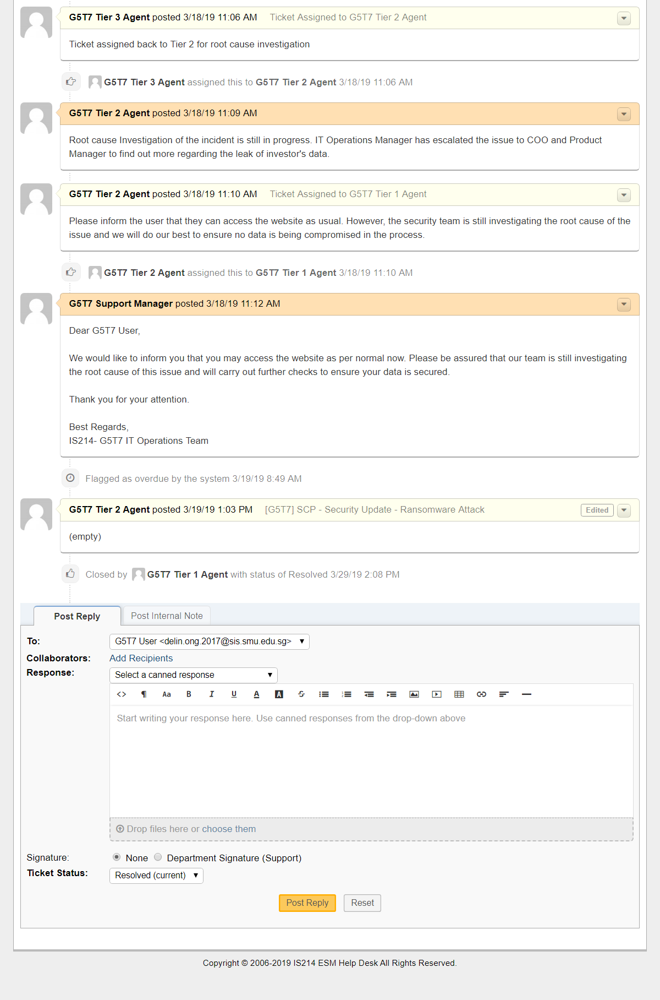 G5T7 Tier 3 Agent posted 3/18/19 11:06 AM Ticket Assigned to G5T7 Tier 2 Agent
Ticket assigned back to Tier 2 for root cause investigation
G5T7 Tier 3 Agent assigned this to G5T7 Tier 2 Agent 3/18/19 11:06 AM
G5T7 Tier 2 Agent posted 3/18/19 11:09 AM
Root cause Investigation of the incident is still in progress. IT Operations Manager has escalated the issue to COO and Product
Manager to find out more regarding the leak of investor's data.
G5T7 Tier 2 Agent posted 3/18/19 11:10 AM Ticket Assigned to G5T7 Tier 1 Agent
Please inform the user that they can access the website as usual. However, the security team is still investigating the root cause of the
issue and we will do our best to ensure no data is being compromised in the process.
G5T7 Tier 2 Agent assigned this to G5T7 Tier 1 Agent 3/18/19 11:10 AM
G5T7 Support Manager posted 3/18/19 11:12 AM
Dear G5T7 User,
We would like to inform you that you may access the website as per normal now. Please be assured that our team is still investigating
the root cause of this issue and will carry out further checks to ensure your data is secured.
Thank you for your attention.
Best Regards,
IS214- G5T7 IT Operations Team
Flagged as overdue by the system 3/19/19 8:49 AM
G5T7 Tier 2 Agent posted 3/19/19 1:03 PM [G5T7] SCP - Security Update - Ransomware Attack Edited
(empty)
Closed by G5T7 Tier 1 Agent with status of Resolved 3/29/19 2:08 PM
Post Reply Post Internal Note
To: G5T7 User <delin.ong.2017@sis.smu.edu.sg>
Collaborators: Add Recipients
Response: Select a canned response
Start writing your response here. Use canned responses from the drop-down above
Drop files here or choose them
Signature: None Department Signature (Support)
Ticket Status: Resolved (current)
Post Reply Reset
Copyright © 2006-2019 IS214 ESM Help Desk All Rights Reserved.